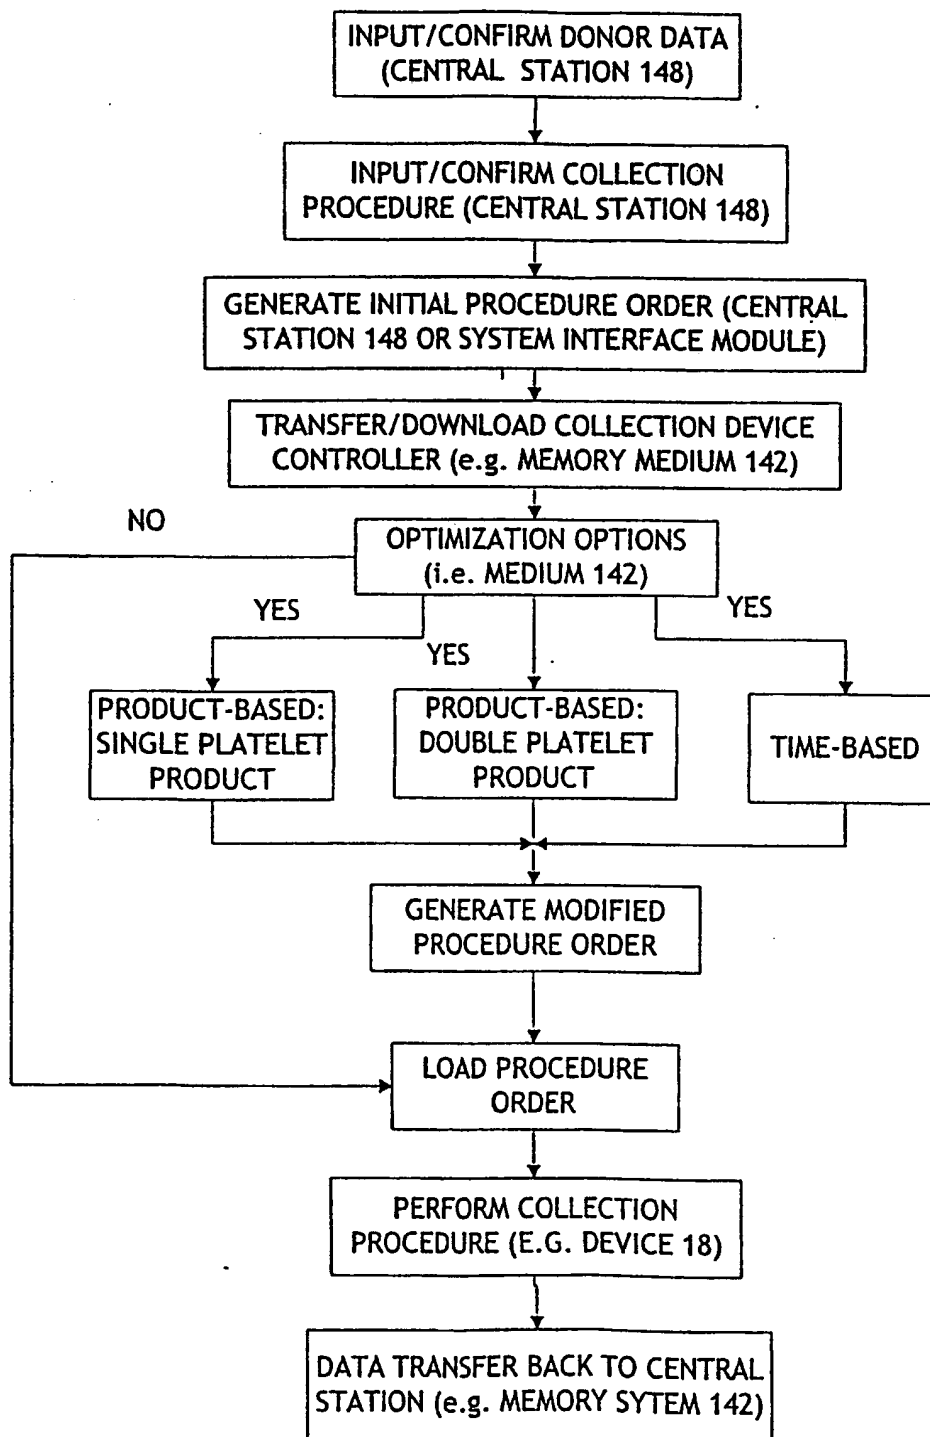 INPUT/CONFIRM DONOR DATA
(CENTRAL STATION 148)
INPUT/CONFIRM COLLECTION
PROCEDURE (CENTRAL STATION 148)
GENERATE INITIAL PROCEDURE ORDER (CENTRAL
STATION 148 OR SYSTEM INTERFACE MODULE)
TRANSFER/DOWNLOAD COLLECTION DEVICE
CONTROLLER (e.g. MEMORY MEDIUM 142)
NO
OPTIMIZATION OPTIONS
(i.e. MEDIUM 142)
YES
YES
YES
PRODUCT-BASED:
SINGLE PLATELET
PRODUCT
PRODUCT-BASED:
DOUBLE PLATELET
PRODUCT
TIME-BASED
GENERATE MODIFIED
PROCEDURE ORDER
LOAD PROCEDURE
ORDER
PERFORM COLLECTION
PROCEDURE (E.G. DEVICE 18)
DATA TRANSFER BACK TO CENTRAL
STATION (e.g. MEMORY SYTEM 142)